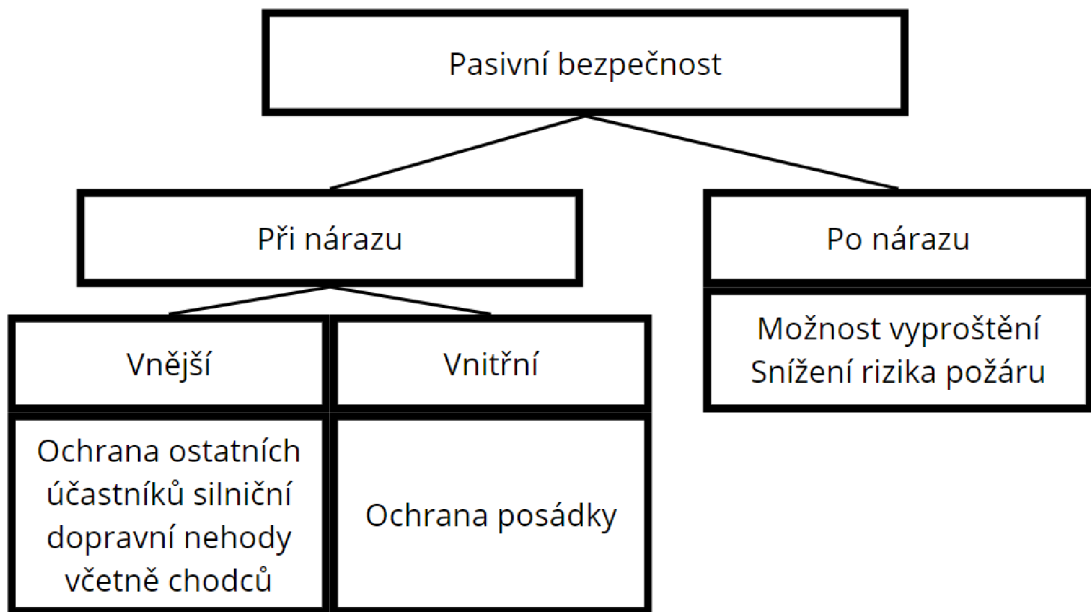 Pasivní bezpečnost
Při nárazu
Po nárazu
Vnější
Vnitřní
Možnost vyproštění
Snížení rizika požáru
Ochrana ostatních
účastníků silniční
dopravní nehody
včetně chodců
Ochrana posádky